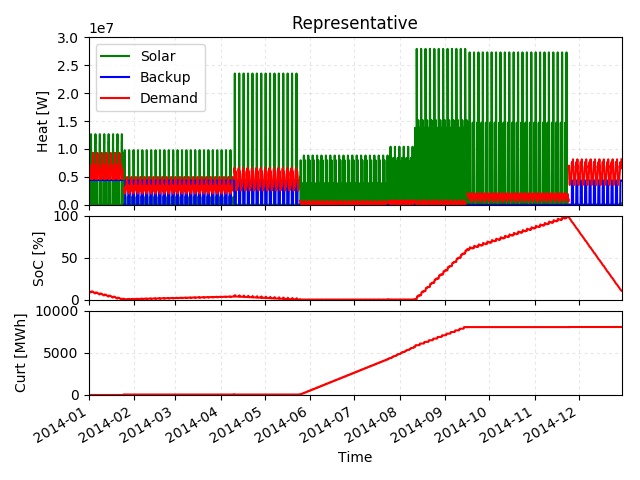 Representative
1e7
3.0
2.5
2.0
1.5
1.0
0.5
0.0
Heat [W]
Solar
Backup
Demand
100
50
0
SoC [%]
10000
5000
0
Curt [MWh]
2014-01
2014-02
2014-03
2014-04
2014-05
2014-06
2014-07
2014-08
2014-09
2014-10
2014-11
2014-12
Time